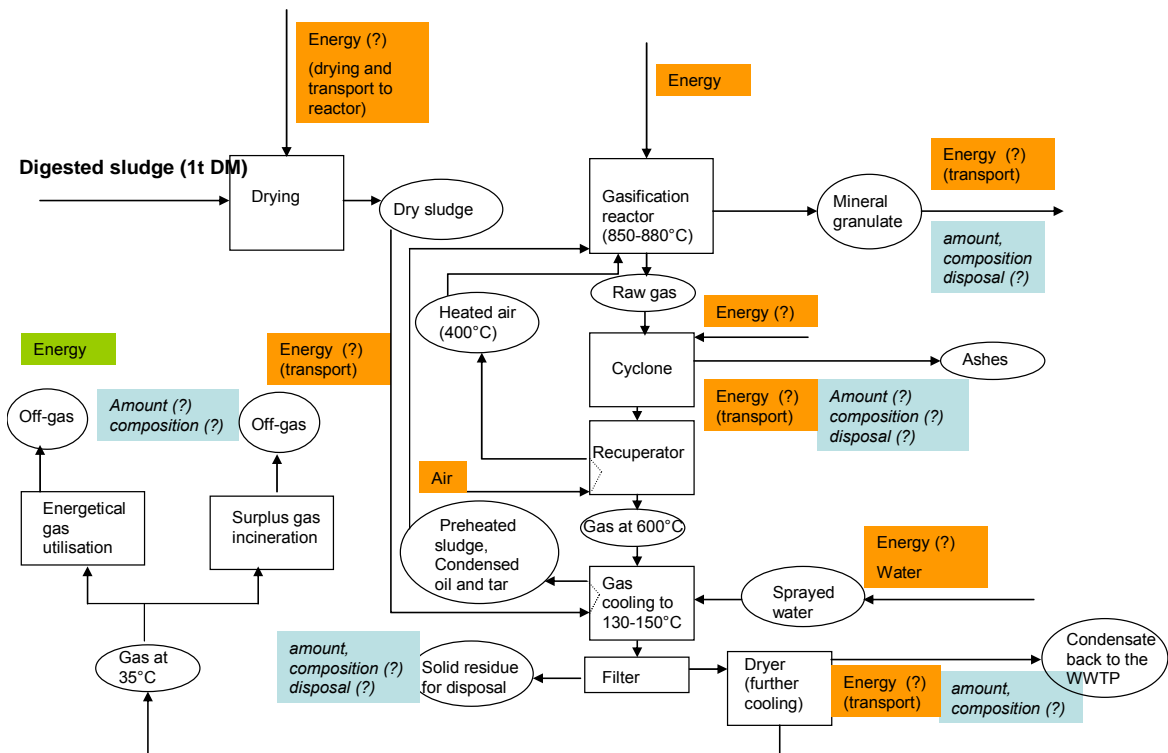 Energy (?)
(drying and
transport to
reactor)
Energy
Digested sludge (1t DM)
Drying
Dry sludge
Gasification
reactor
(850-880°C)
Mineral
granulate
Energy (?)
(transport)
amount,
composition
disposal (?)
Raw gas
Heated air
(400°C)
Energy (?)
Energy
Energy (?)
(transport)
Cyclone
Ashes
Off-gas
Amount (?)
composition (?)
Off-gas
Energy (?)
(transport)
Amount (?)
composition (?)
disposal (?)
Recuperator
Air
Energetical
gas
utilisation
Surplus gas
incineration
Preheated
sludge,
Condensed
oil and tar
Gas at 600°C
Energy (?)
Water
Gas
cooling to
130-150°C
Sprayed
water
Gas at
35°C
amount,
composition (?)
disposal (?)
Solid residue
for disposal
Filter
Dryer
(further
cooling)
Energy (?)
(transport)
amount,
composition (?)
Condensate
back to the
WWTP